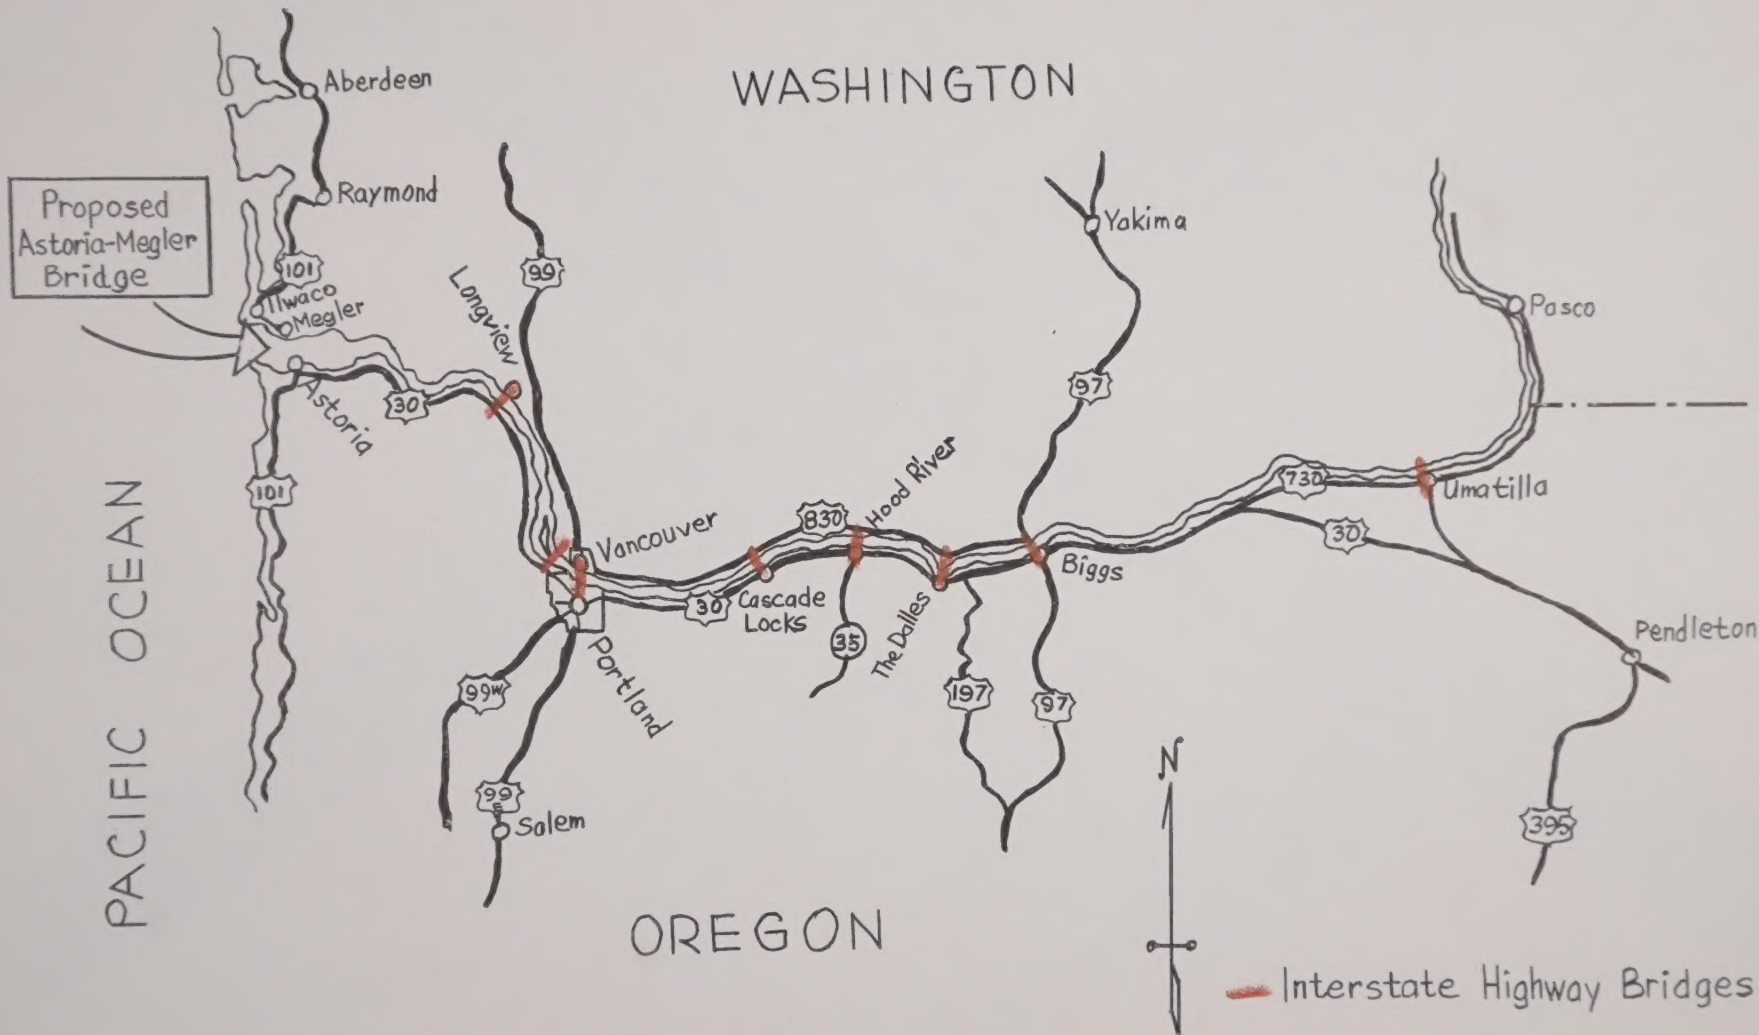 WASHINGTON
Aberdeen
Raymond
Proposed
Astoria-Megler
Bridge
101
Ilwaco
Megler
Longview
99
Yakima
Pasco
97
30
Astoria
101
PACIFIC OCEAN
Vancouver
830
Hood River
730
Umatilla
30
Biggs
30
Cascade
Locks
35
The Dalles
Pendleton
Portland
99W
197
97
99E
Salem
395
N
OREGON
Interstate Highway Bridges